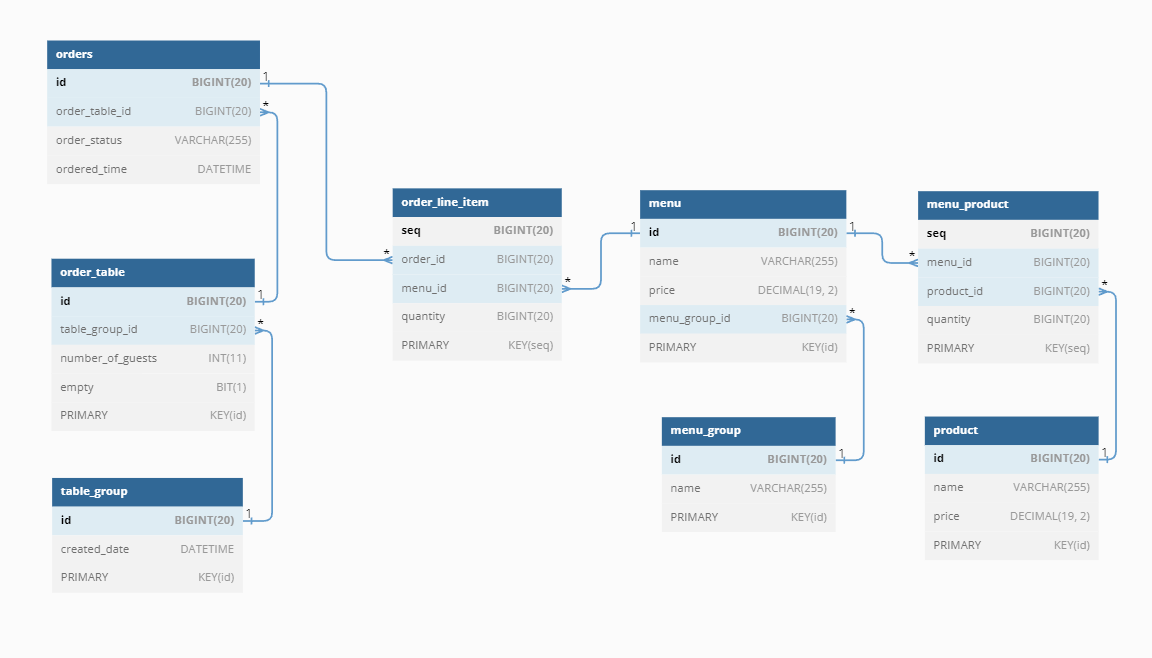 orders
id BIGINT(20)
order_table_id BIGINT(20)
order_status VARCHAR(255)
ordered_time DATETIME
1
*
order_table
id BIGINT(20)
table_group_id BIGINT(20)
number_of_guests INT(11)
empty BIT(1)
PRIMARY KEY(id)
1
*
table_group
id BIGINT(20)
created_date DATETIME
PRIMARY KEY(id)
1
*
order_line_item
seq BIGINT(20)
order_id BIGINT(20)
menu_id BIGINT(20)
quantity BIGINT(20)
PRIMARY KEY(seq)
*
1
menu
id BIGINT(20)
name VARCHAR(255)
price DECIMAL(19, 2)
menu_group_id BIGINT(20)
PRIMARY KEY(id)
1
*
menu_group
id BIGINT(20)
name VARCHAR(255)
PRIMARY KEY(id)
1
*
menu_product
seq BIGINT(20)
menu_id BIGINT(20)
product_id BIGINT(20)
quantity BIGINT(20)
PRIMARY KEY(seq)
*
product
id BIGINT(20)
name VARCHAR(255)
price DECIMAL(19, 2)
PRIMARY KEY(id)
1